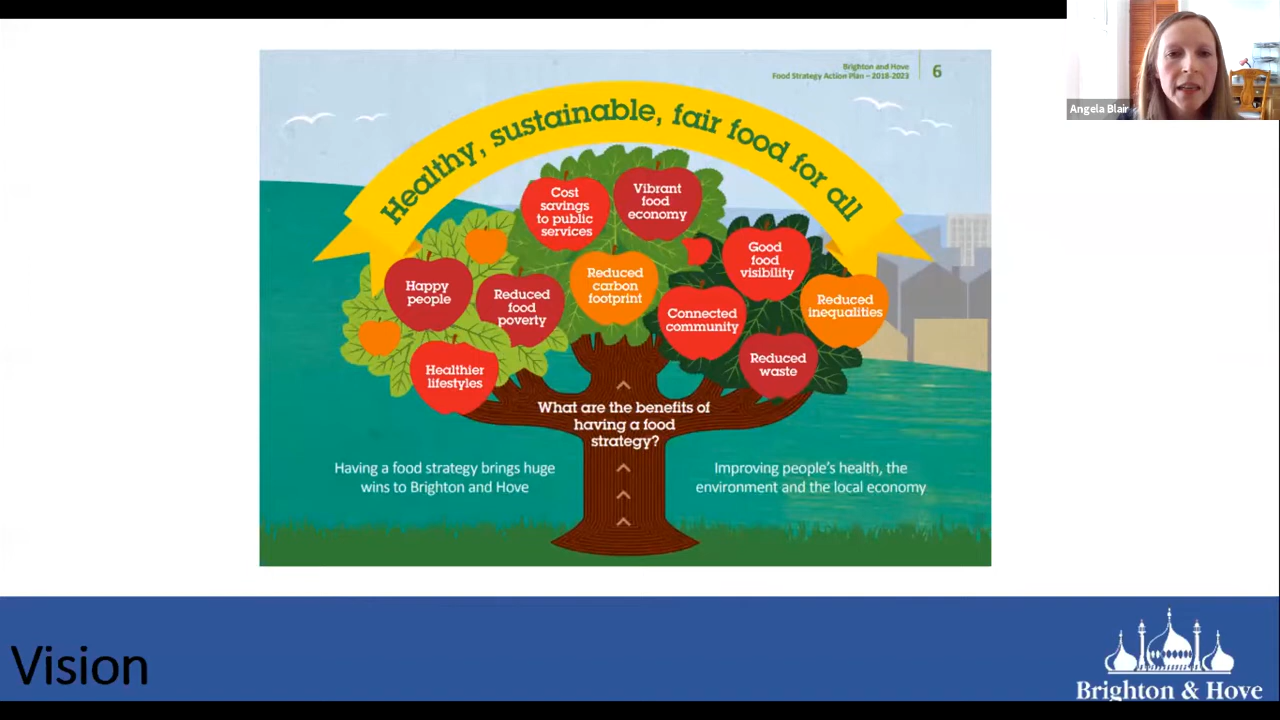 Brighton and Hove
Food Strategy Action Plan – 2018-2023
6
Angela Blair
Healthy, sustainable, fair food for all
Cost
savings
to public
services
Vibrant
food
economy
Good
food
visibility
Happy
people
Reduced
food
poverty
Reduced
carbon
footprint
Connected
community
Reduced
inequalities
Healthier
lifestyles
Reduced
waste
What are the benefits of
having a food
strategy?
Having a food strategy brings huge
wins to Brighton and Hove
Improving people's health, the
environment and the local economy
Vision
Brighton & Hove